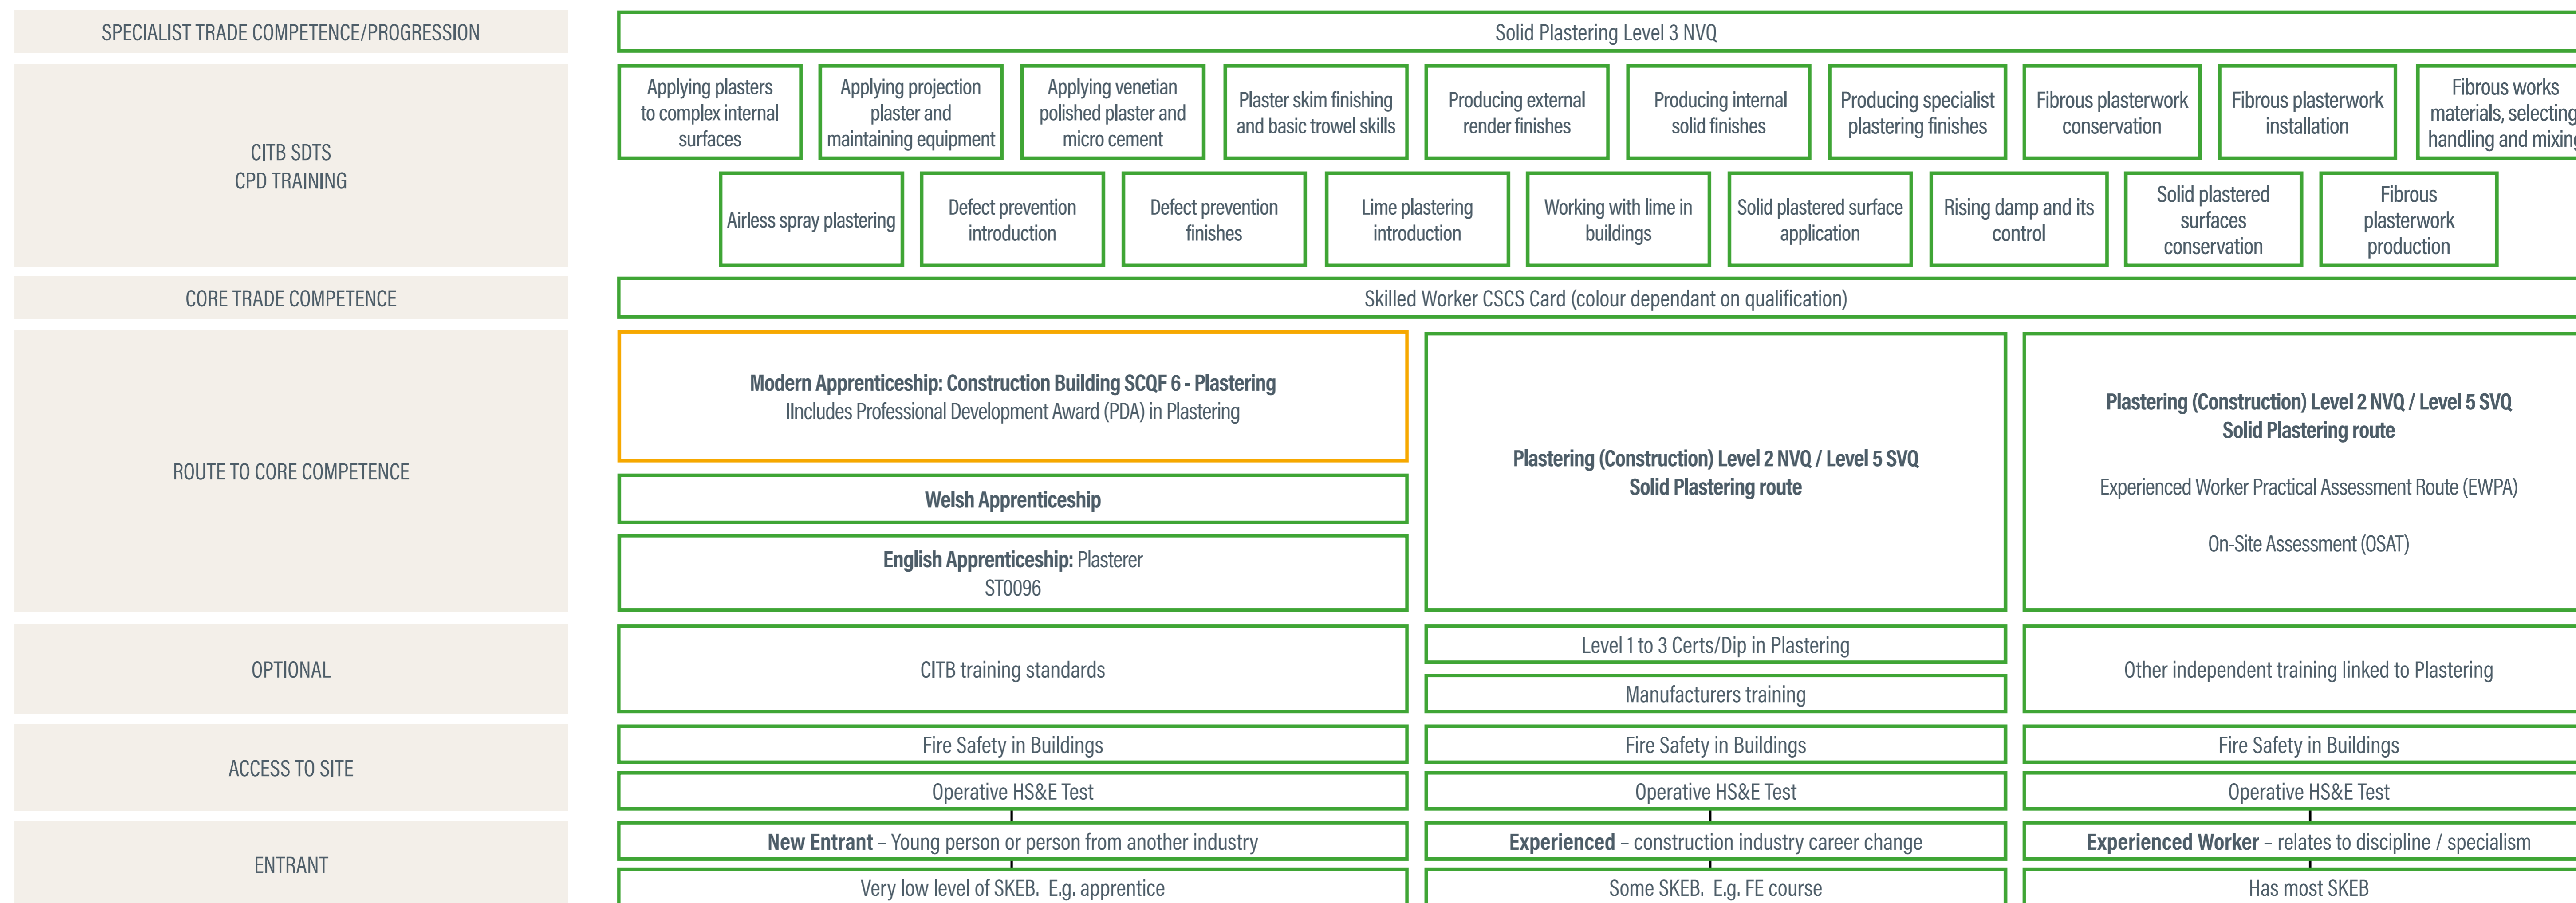 SPECIALIST TRADE COMPETENCE/PROGRESSION
Solid Plastering Level 3 NVQ
CITB SDTS
CPD TRAINING
Applying plasters
to complex internal
surfaces
Applying projection
plaster and
maintaining equipment
Applying venetian
polished plaster and
micro cement
Plaster skim finishing
and basic trowel skills
Producing external
render finishes
Producing internal
solid finishes
Producing specialist
plastering finishes
Fibrous plasterwork
conservation
Fibrous plasterwork
installation
Fibrous works
materials, selecting
handling and mixing
Airless spray plastering
Defect prevention
introduction
Defect prevention
finishes
Lime plastering
introduction
Working with lime in
buildings
Solid plastered surface
application
Rising damp and its
control
Solid plastered
surfaces
conservation
Fibrous
plasterwork
production
CORE TRADE COMPETENCE
Skilled Worker CSCS Card (colour dependant on qualification)
ROUTE TO CORE COMPETENCE
Modern Apprenticeship: Construction Building SCQF 6 - Plastering
IIncludes Professional Development Award (PDA) in Plastering
Welsh Apprenticeship
English Apprenticeship: Plasterer
ST0096
Plastering (Construction) Level 2 NVQ / Level 5 SVQ
Solid Plastering route
Plastering (Construction) Level 2 NVQ / Level 5 SVQ
Solid Plastering route
Experienced Worker Practical Assessment Route (EWPA)
On-Site Assessment (OSAT)
OPTIONAL
CITB training standards
Level 1 to 3 Certs/Dip in Plastering
Manufacturers training
Other independent training linked to Plastering
ACCESS TO SITE
Fire Safety in Buildings
Fire Safety in Buildings
Fire Safety in Buildings
Operative HS&E Test
Operative HS&E Test
Operative HS&E Test
ENTRANT
New Entrant – Young person or person from another industry
Experienced – construction industry career change
Experienced Worker – relates to discipline / specialism
Very low level of SKEB. E.g. apprentice
Some SKEB. E.g. FE course
Has most SKEB